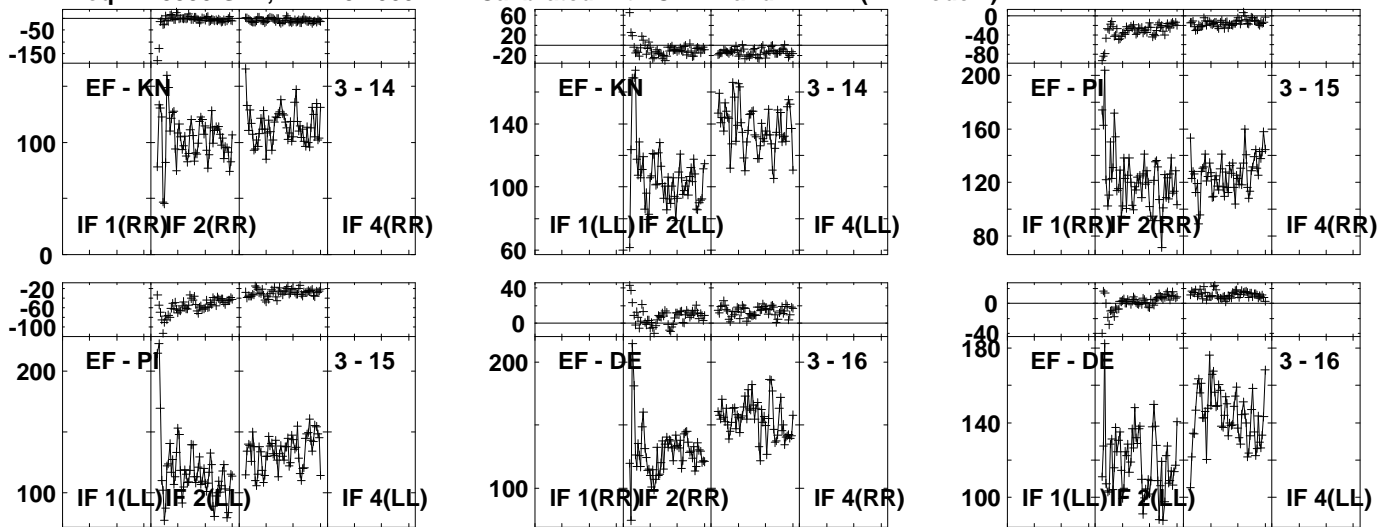 -50
-150
EF - KN
3 - 14
100
IF 1(RR)
IF 2(RR)
IF 4(RR)
0
60
20
-20
EF - KN
3 - 14
140
100
IF 1(LL)
IF 2(LL)
IF 4(LL)
60
0
-40
-80
200
EF - PI
3 - 15
160
120
IF 1(RR)
IF 2(RR)
IF 4(RR)
80
-20
-60
-100
EF - PI
3 - 15
200
100
IF 1(LL)
IF 2(LL)
IF 4(LL)
40
0
EF - DE
3 - 16
200
100
IF 1(RR)
IF 2(RR)
IF 4(RR)
0
-40
180
EF - DE
3 - 16
140
100
IF 1(LL)
IF 2(LL)
IF 4(LL)